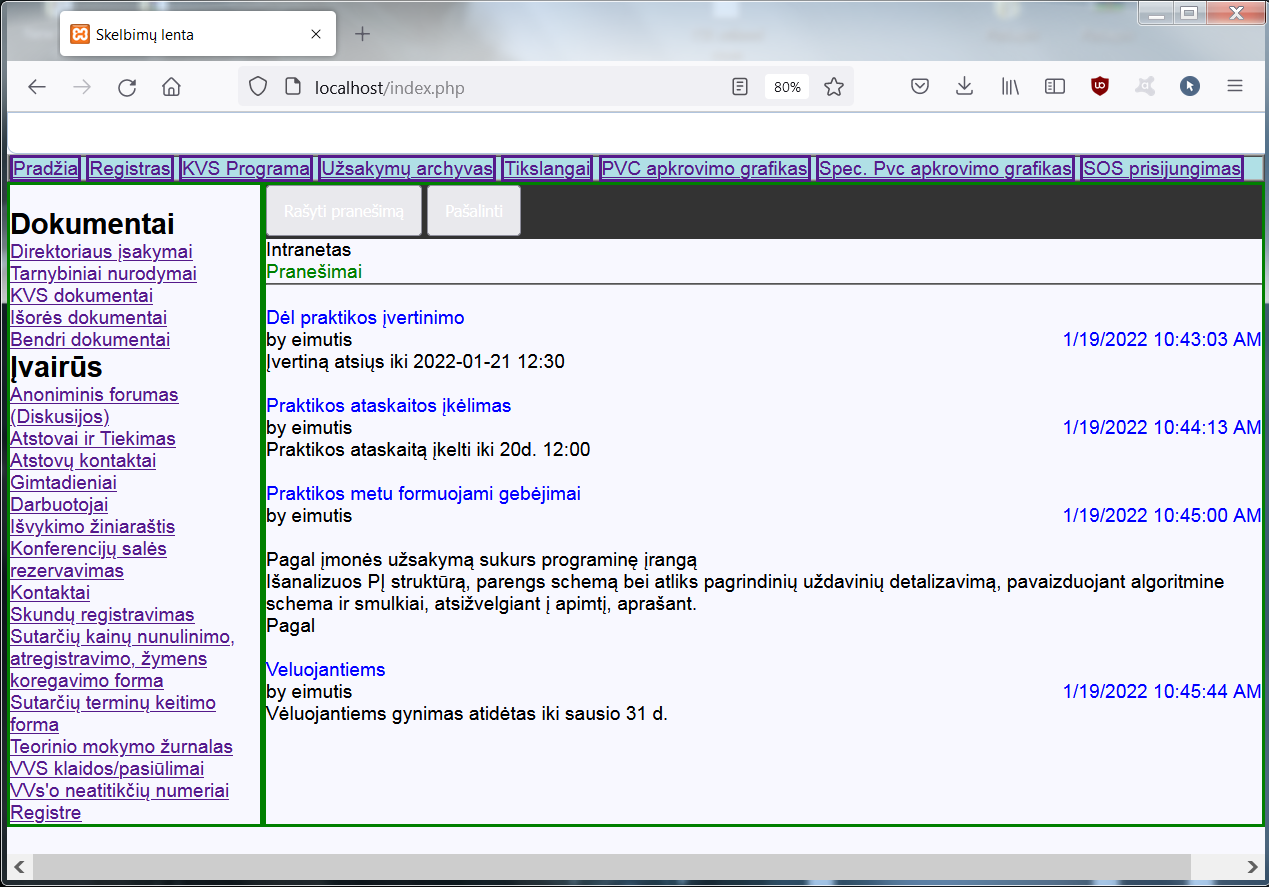 Skelbimų lenta
localhost/index.php
80%
Pradžia Registras KVS Programa Užsakymų archyvas Tikslangai PVC apkrovimo grafikas Spec. Pvc apkrovimo grafikas SOS prisijungimas
Dokumentai
Direktoriaus įsakymai
Tarnybiniai nurodymai
KVS dokumentai
Išorės dokumentai
Bendri dokumentai
Įvairūs
Anoniminis forumas
(Diskusijos)
Atstovai ir Tiekimas
Atstovų kontaktai
Gimtadieniai
Darbuotojai
Išvykimo žiniaraštis
Konferencijų salės
rezervavimas
Kontaktai
Skundų registravimas
Sutarčių kainų nunulinimo,
atregistravimo, žymens
koregavimo forma
Sutarčių terminų keitimo
forma
Teorinio mokymo žurnalas
VVS klaidos/pasiūlimai
VVs'o neatitikčių numeriai
Registre
Rašyti pranešimą Pašalinti
Intranetas
Pranešimai
Dėl praktikos įvertinimo
by eimutis 1/19/2022 10:43:03 AM
Įvertiną atsiųs iki 2022-01-21 12:30
Praktikos ataskaitos įkėlimas
by eimutis 1/19/2022 10:44:13 AM
Praktikos ataskaitą įkelti iki 20d. 12:00
Praktikos metu formuojami gebėjimai
by eimutis 1/19/2022 10:45:00 AM
Pagal įmonės užsakymą sukurs programinę įrangą
Išanalizuos PĮ struktūrą, parengs schemą bei atliks pagrindinių uždavinių detalizavimą, pavaizduojant algoritmine
schema ir smulkiai, atsižvelgiant į apimtį, aprašant.
Pagal
Veluojantiems
by eimutis 1/19/2022 10:45:44 AM
Vėluojantiems gynimas atidėtas iki sausio 31 d.